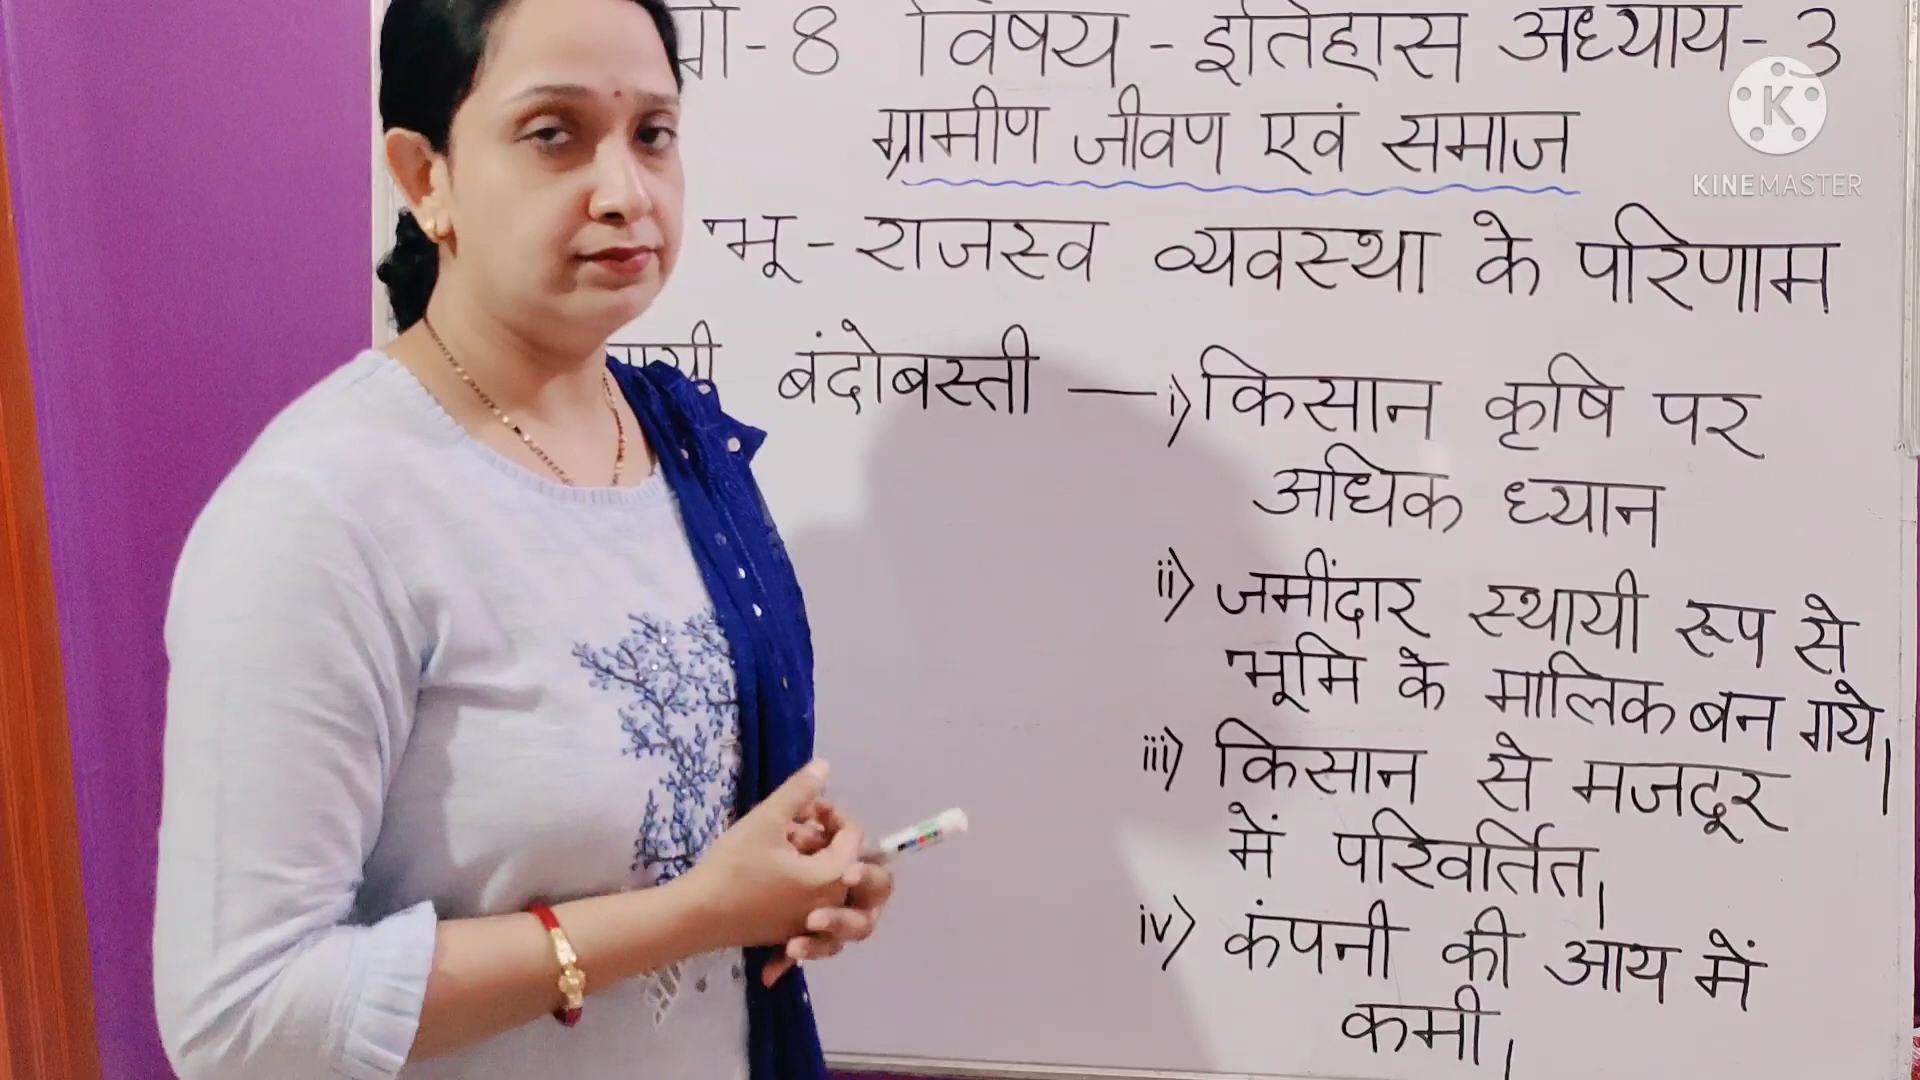 - 8 विषय - इतिहास अध्याय - 3
ग्रामीण जीवण एवं समाज
भू - राजस्व व्यवस्था के परिणाम
बंदोबस्ती — i) किसान कृषि पर
अधिक ध्यान
ii) जमींदार स्थायी रूप से
भूमि के मालिक बन गये।
iii) किसान से मजदूर
में परिवर्तित।
iv) कंपनी की आय में
कमी।
K
KINEMASTER